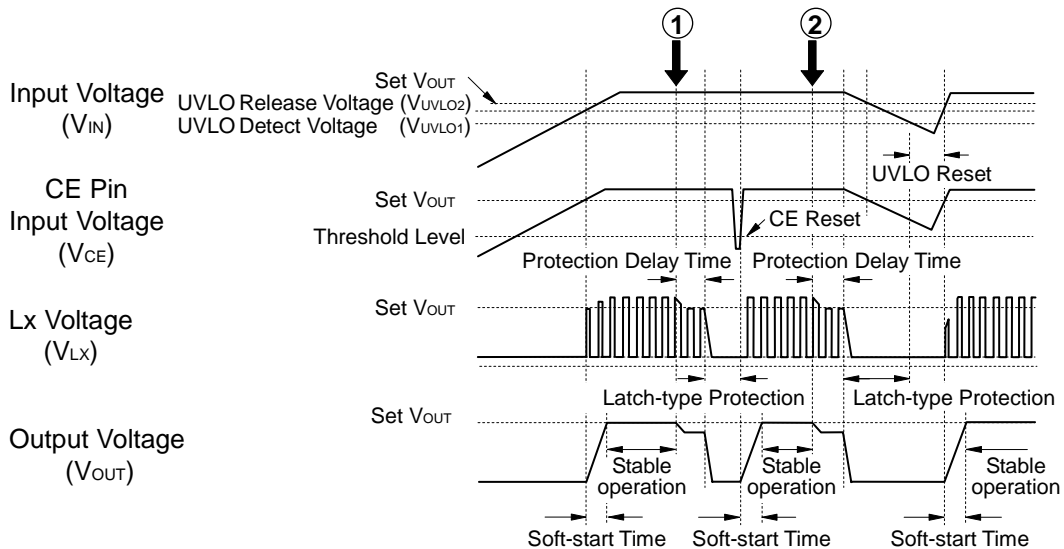 ① ②
Input Voltage
(VIN)
Set VOUT
UVLO Release Voltage (VUVLO2)
UVLO Detect Voltage (VUVLO1)
UVLO Reset
CE Pin
Input Voltage
(VCE)
Set VOUT
Threshold Level
CE Reset
Protection Delay Time Protection Delay Time
Lx Voltage
(VLX)
Set VOUT
Latch-type Protection Latch-type Protection
Output Voltage
(VOUT)
Set VOUT
Stable
operation
Stable
operation
Stable
operation
Soft-start Time Soft-start Time Soft-start Time